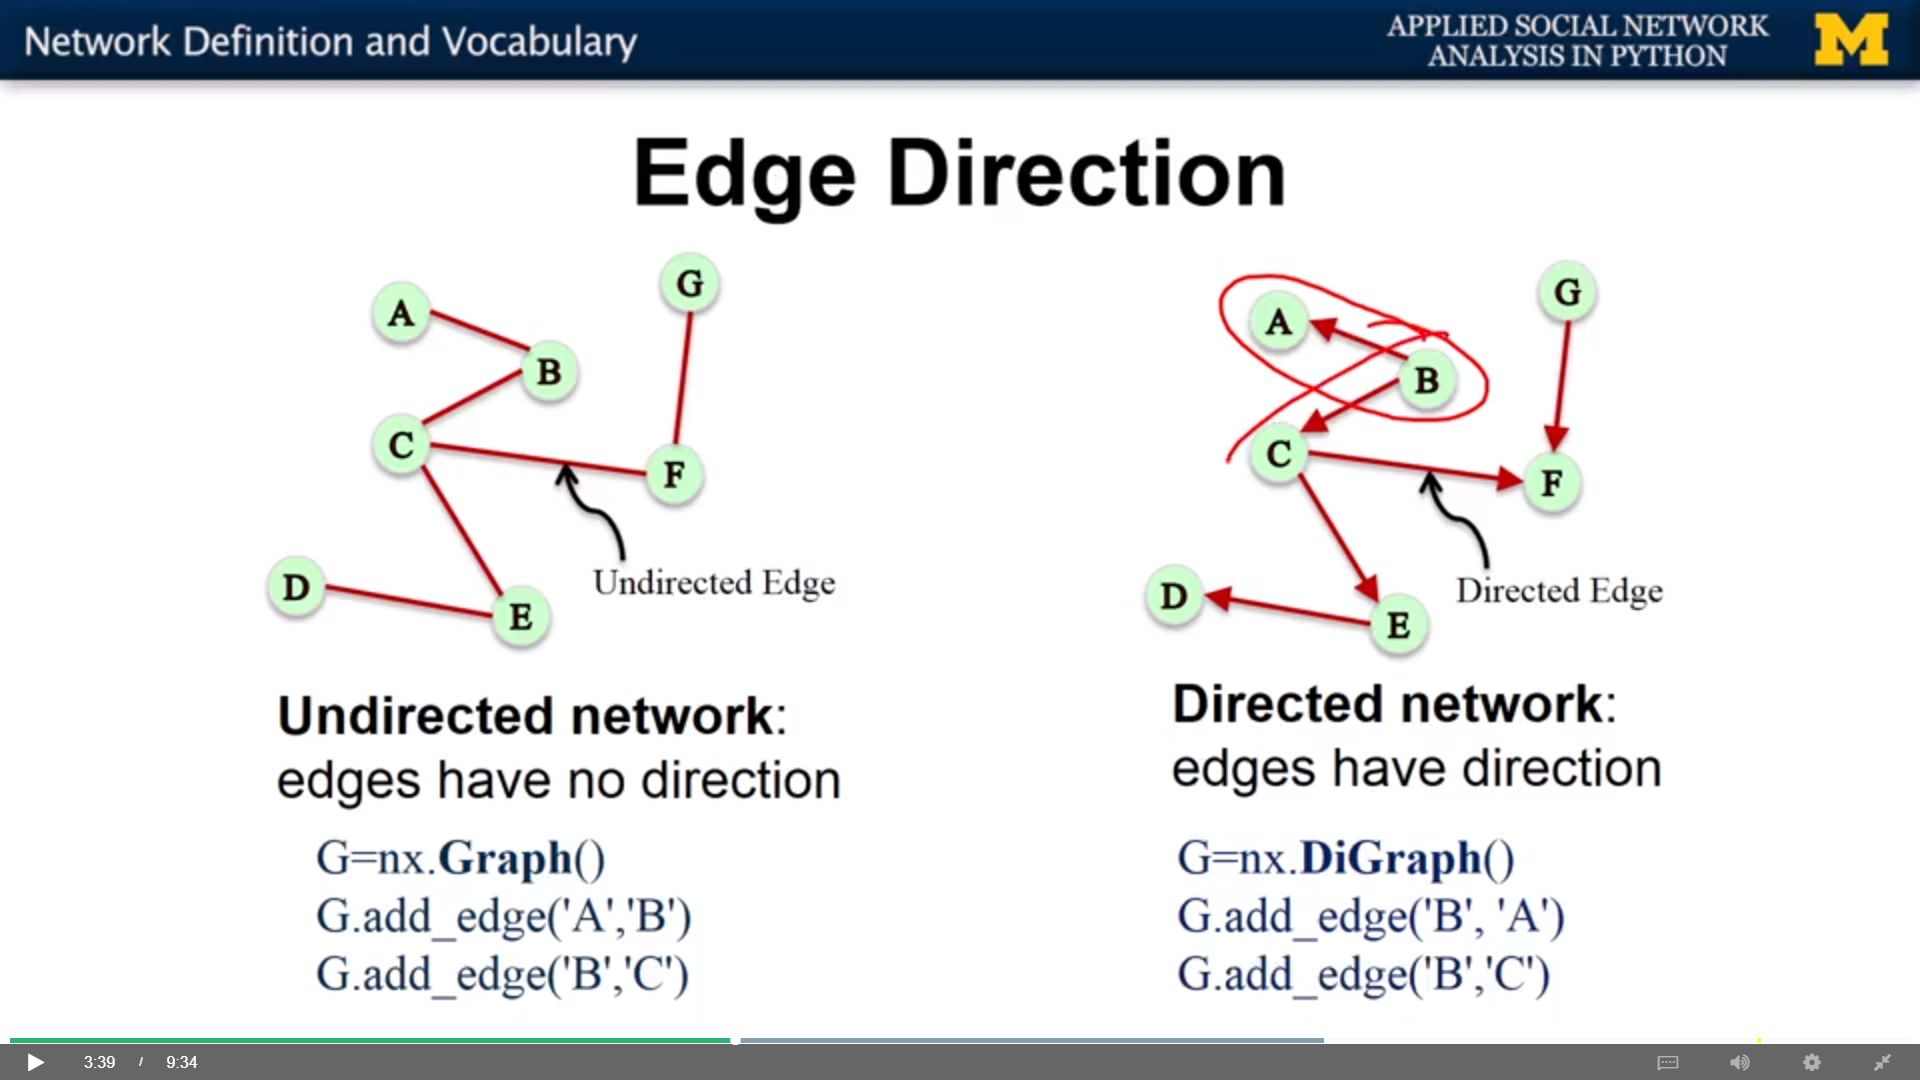 Network Definition and Vocabulary
APPLIED SOCIAL NETWORK
ANALYSIS IN PYTHON
M
Edge Direction
A
B
C
D
E
F
G
Undirected Edge
Undirected network:
edges have no direction
G=nx.Graph()
G.add_edge('A','B')
G.add_edge('B','C')
A
B
C
D
E
F
G
Directed Edge
Directed network:
edges have direction
G=nx.DiGraph()
G.add_edge('B', 'A')
G.add_edge('B','C')
3:39 / 9:34